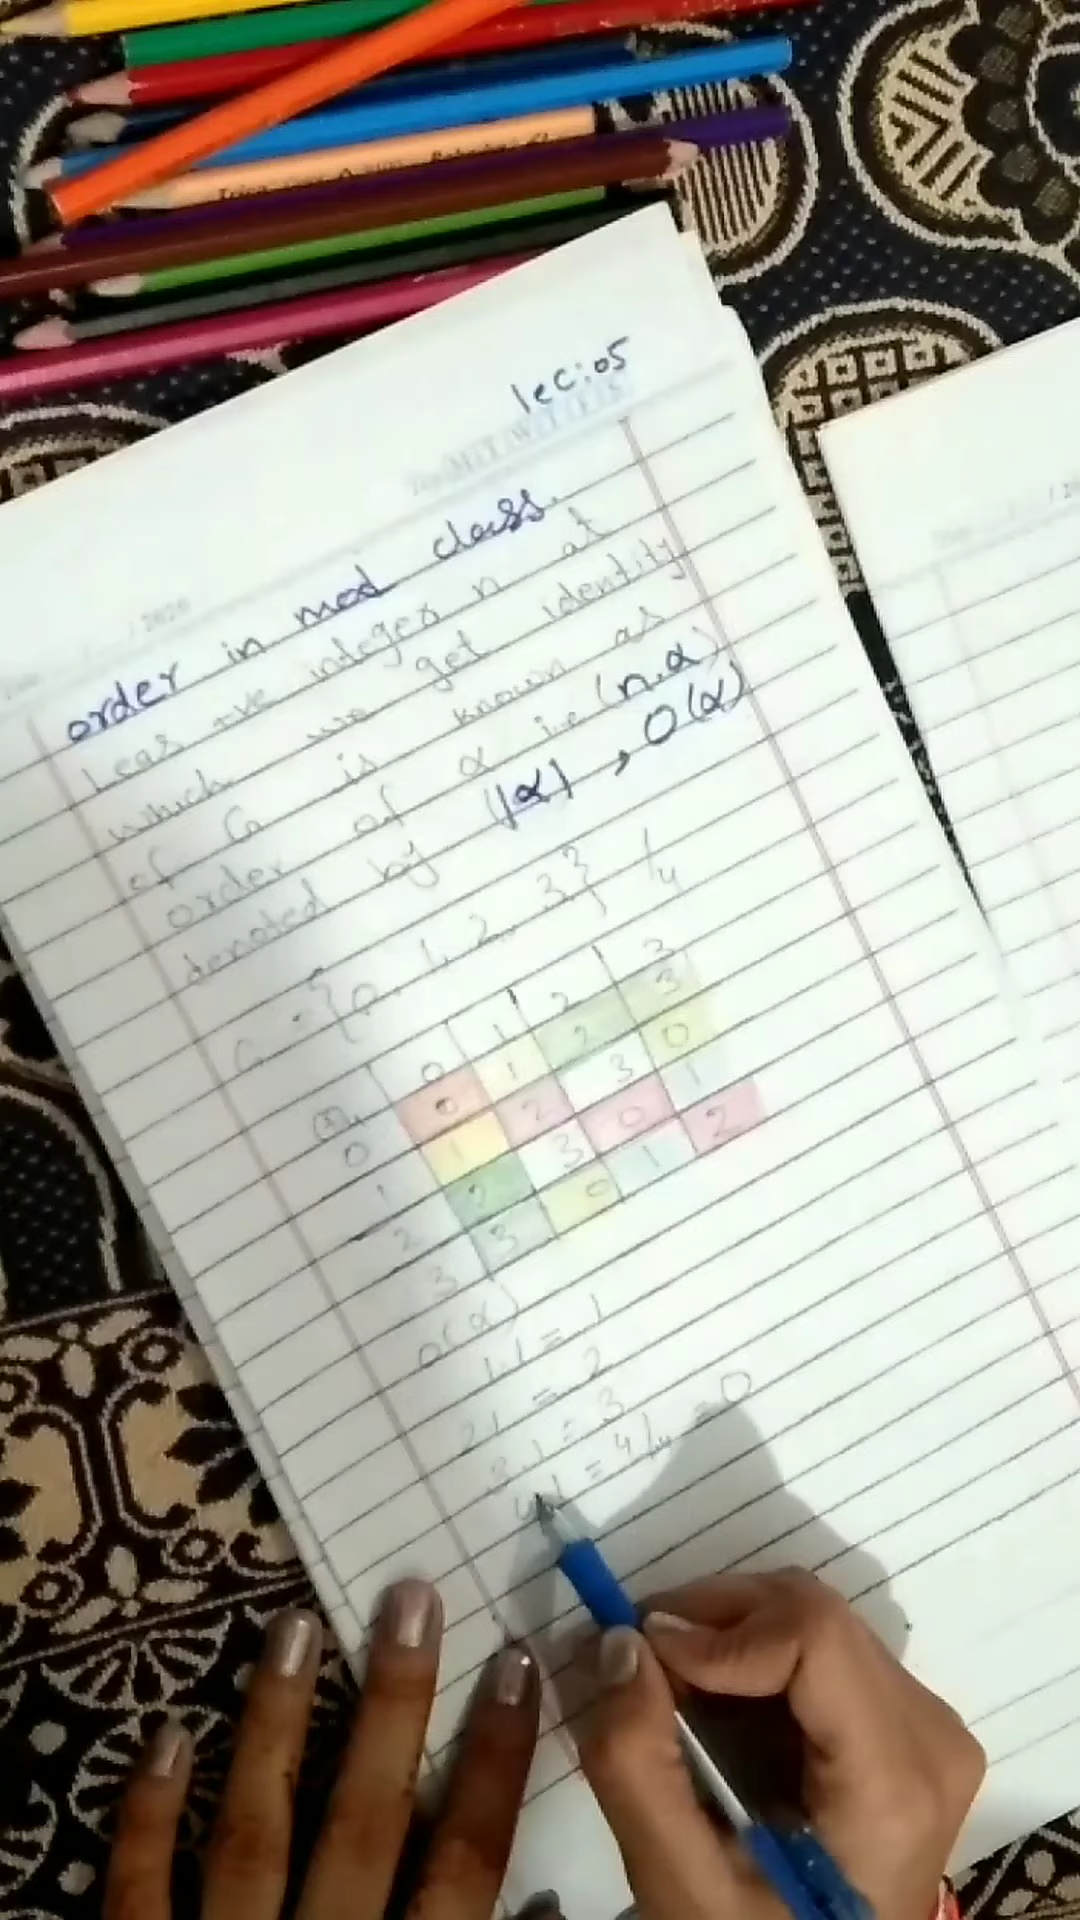 lec:05
/ 2020
order in mod class.
Leas +ve integer n at
which we get identity
of G is known as
order of α i.e (n.α)
denoted by (|α|) , O(α)
G = {0, 1, 2, 3} /4
0 1 2 3
0 0 1 2 3
1 1 2 3 0
2 2 3 0 1
3 3 0 1 2
o(α)
1.1 = 1
2.1 = 2
3.1 = 3
4.1 = 4/4 = 0